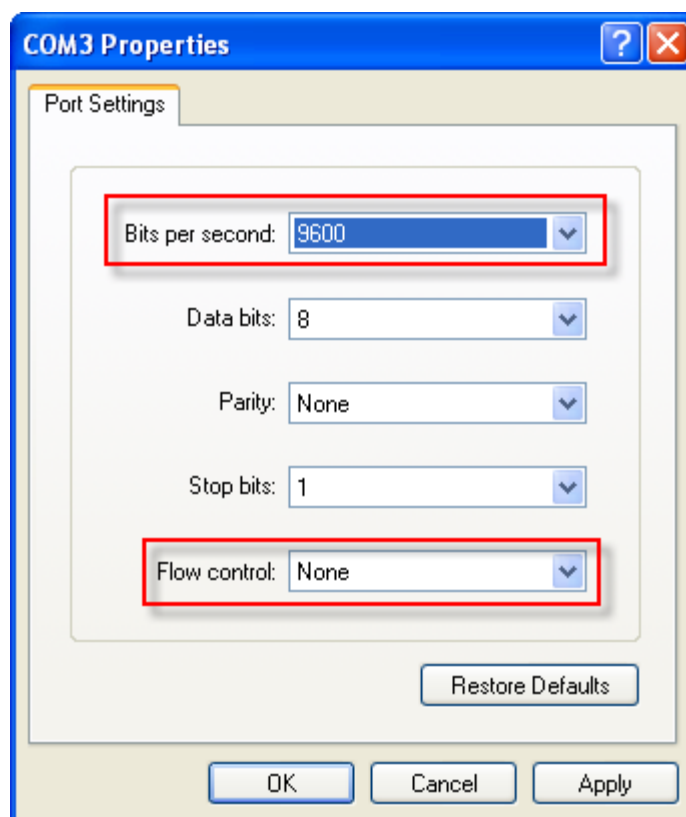 COM3 Properties
Port Settings
Bits per second: 9600
Data bits: 8
Parity: None
Stop bits: 1
Flow control: None
Restore Defaults
OK Cancel Apply